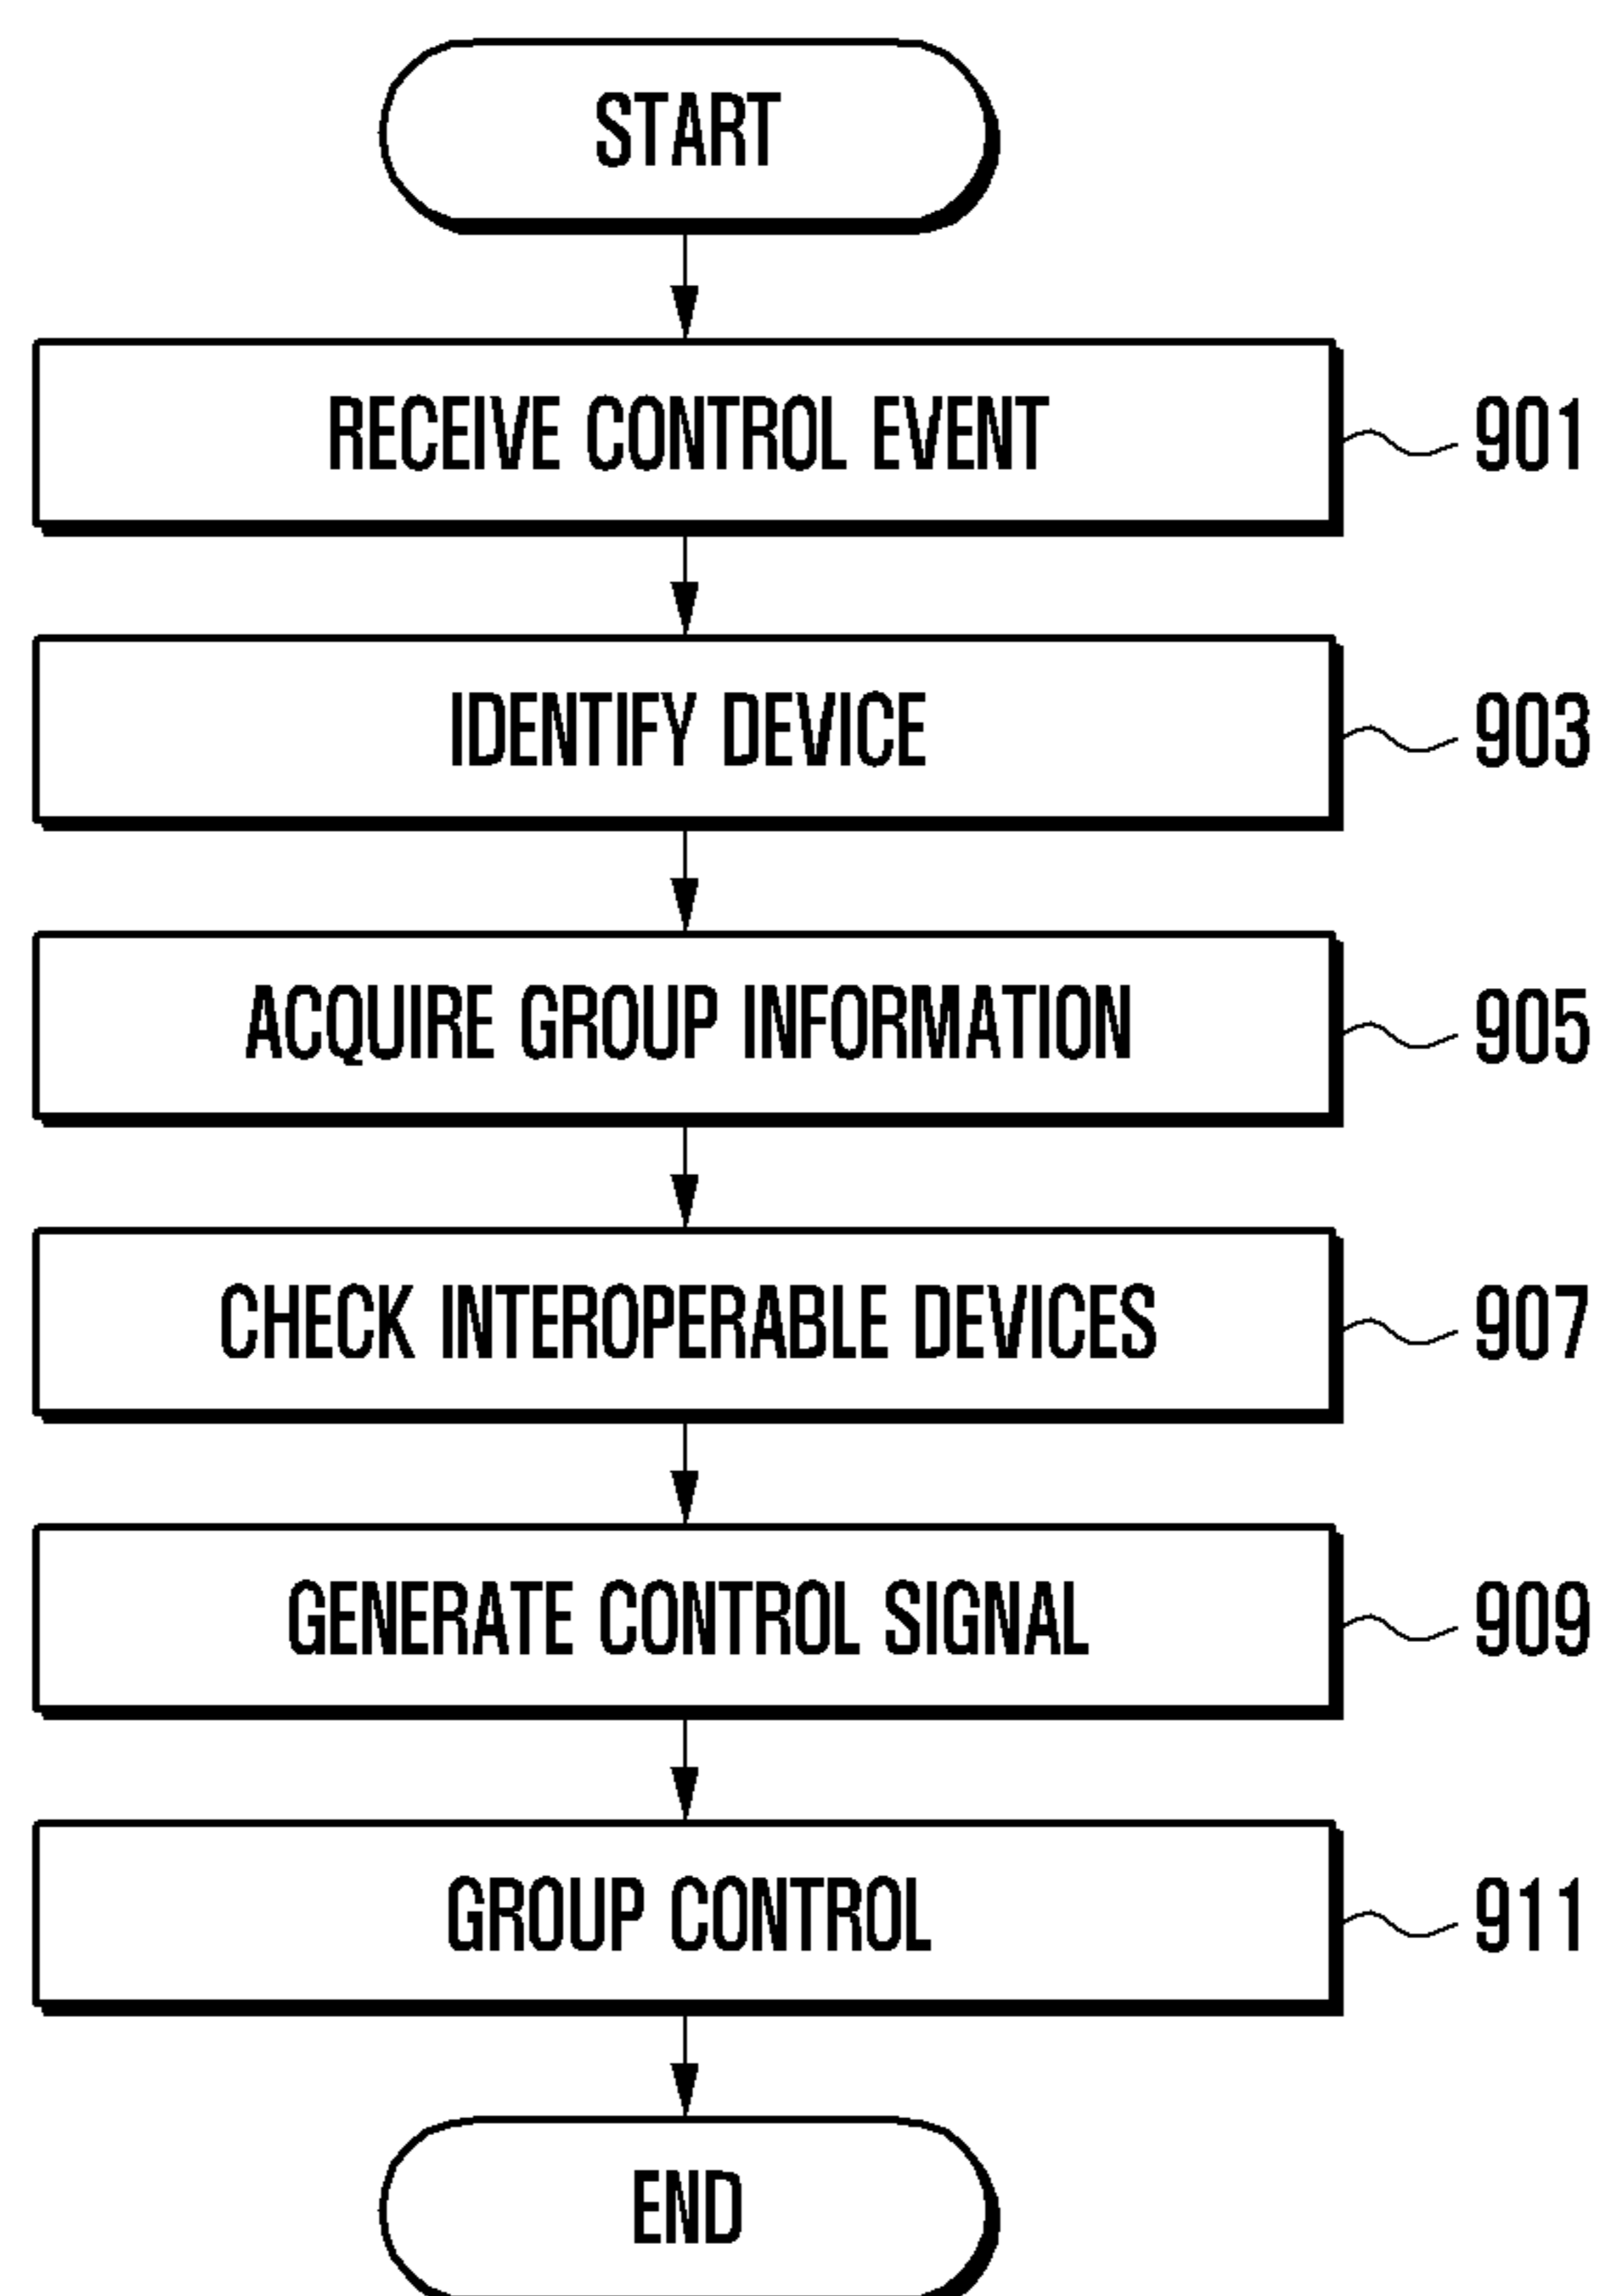 START
RECEIVE CONTROL EVENT 901
IDENTIFY DEVICE 903
ACQUIRE GROUP INFORMATION 905
CHECK INTEROPERABLE DEVICES 907
GENERATE CONTROL SIGNAL 909
GROUP CONTROL 911
END